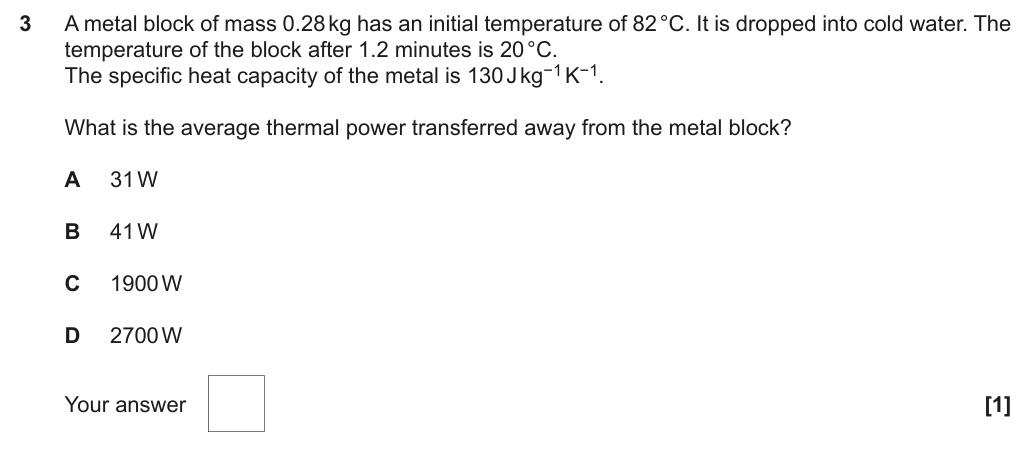 3 A metal block of mass 0.28 kg has an initial temperature of 82 °C. It is dropped into cold water. The
temperature of the block after 1.2 minutes is 20 °C.
The specific heat capacity of the metal is 130 J kg⁻¹ K⁻¹.
What is the average thermal power transferred away from the metal block?
A 31 W
B 41 W
C 1900 W
D 2700 W
Your answer [1]